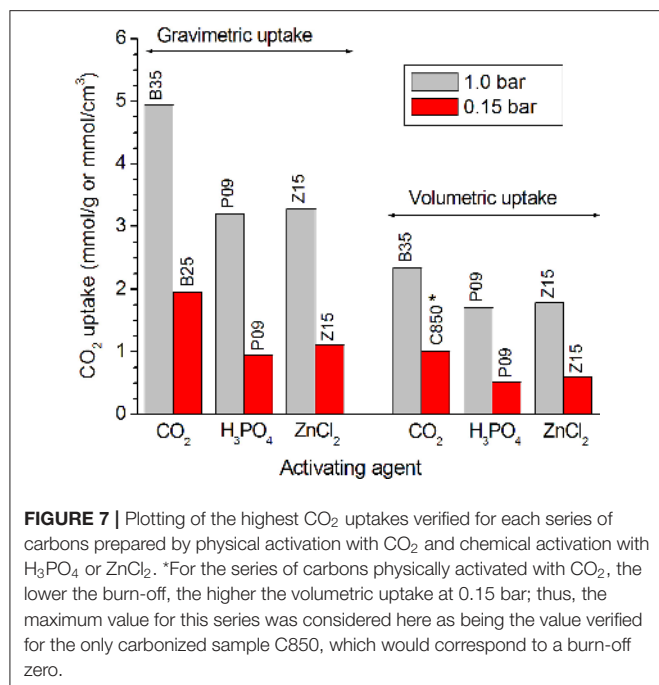 Gravimetric uptake
1.0 bar
0.15 bar
Volumetric uptake
CO₂ uptake (mmol/g or mmol/cm³)
6
5
4
3
2
1
0
B35
B25
P09
P09
Z15
Z15
B35
C850 *
P09
P09
Z15
Z15
CO₂ H₃PO₄ ZnCl₂ CO₂ H₃PO₄ ZnCl₂
Activating agent
FIGURE 7 | Plotting of the highest CO₂ uptakes verified for each series of
carbons prepared by physical activation with CO₂ and chemical activation with
H₃PO₄ or ZnCl₂. *For the series of carbons physically activated with CO₂, the
lower the burn-off, the higher the volumetric uptake at 0.15 bar; thus, the
maximum value for this series was considered here as being the value verified
for the only carbonized sample C850, which would correspond to a burn-off
zero.